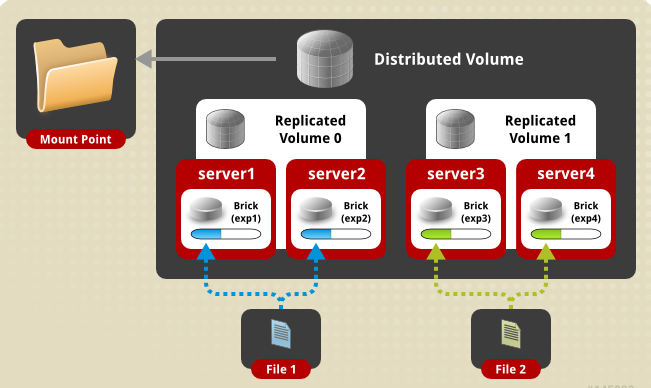 Distributed Volume
Mount Point
Replicated
Volume 0
Replicated
Volume 1
server1
server2
server3
server4
Brick
(exp1)
Brick
(exp2)
Brick
(exp3)
Brick
(exp4)
File 1
File 2